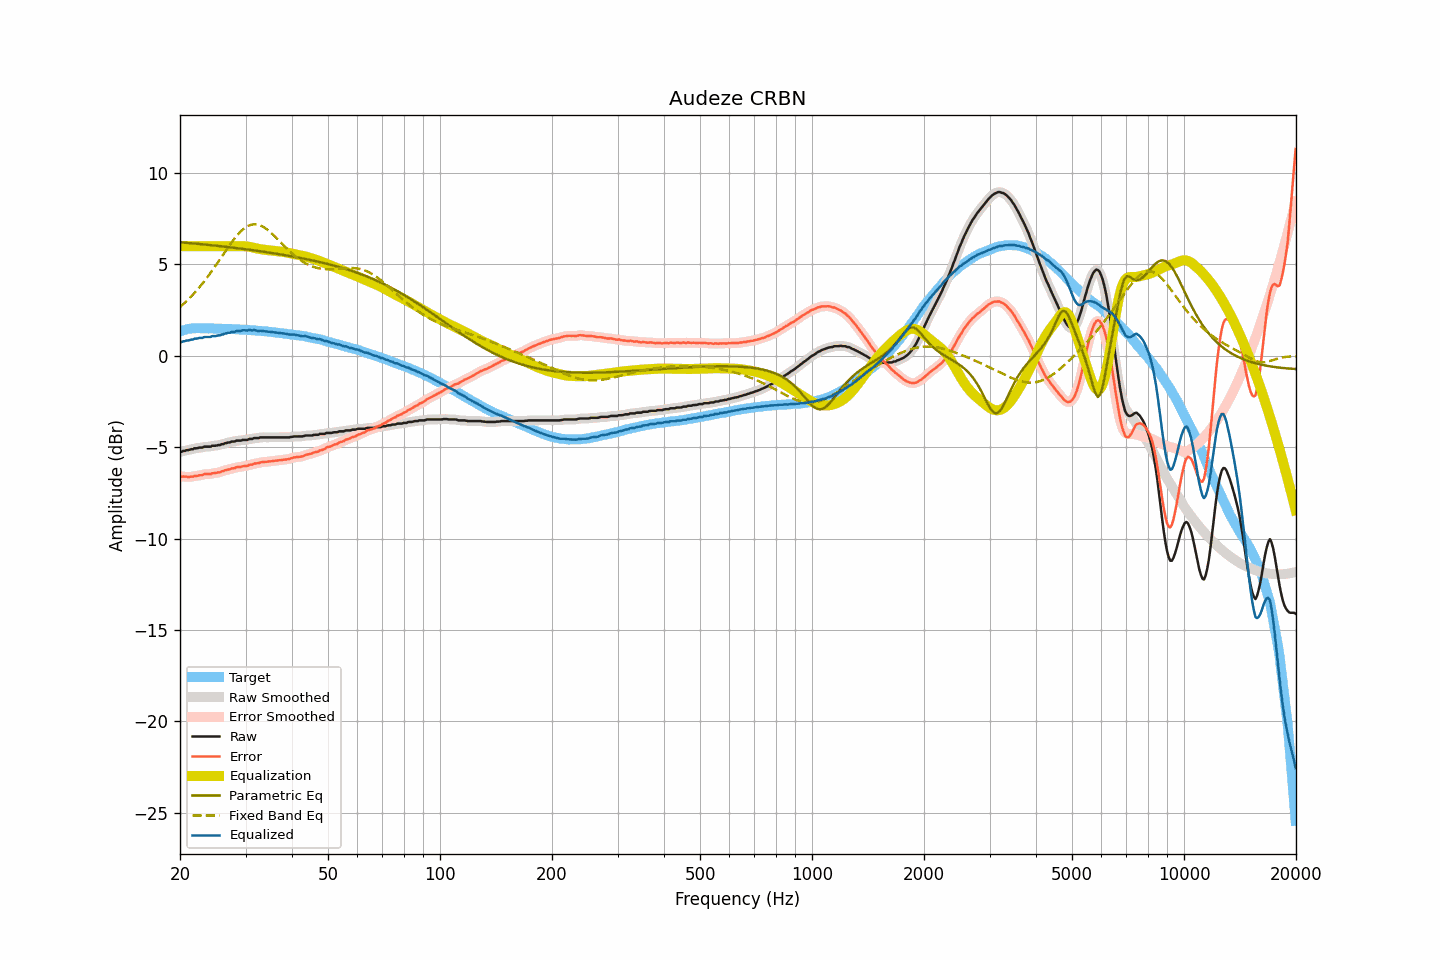 Audeze CRBN
10
5
0
−5
−10
−15
−20
−25
Amplitude (dBr)
Target
Raw Smoothed
Error Smoothed
Raw
Error
Equalization
Parametric Eq
Fixed Band Eq
Equalized
20 50 100 200 500 1000 2000 5000 10000 20000
Frequency (Hz)